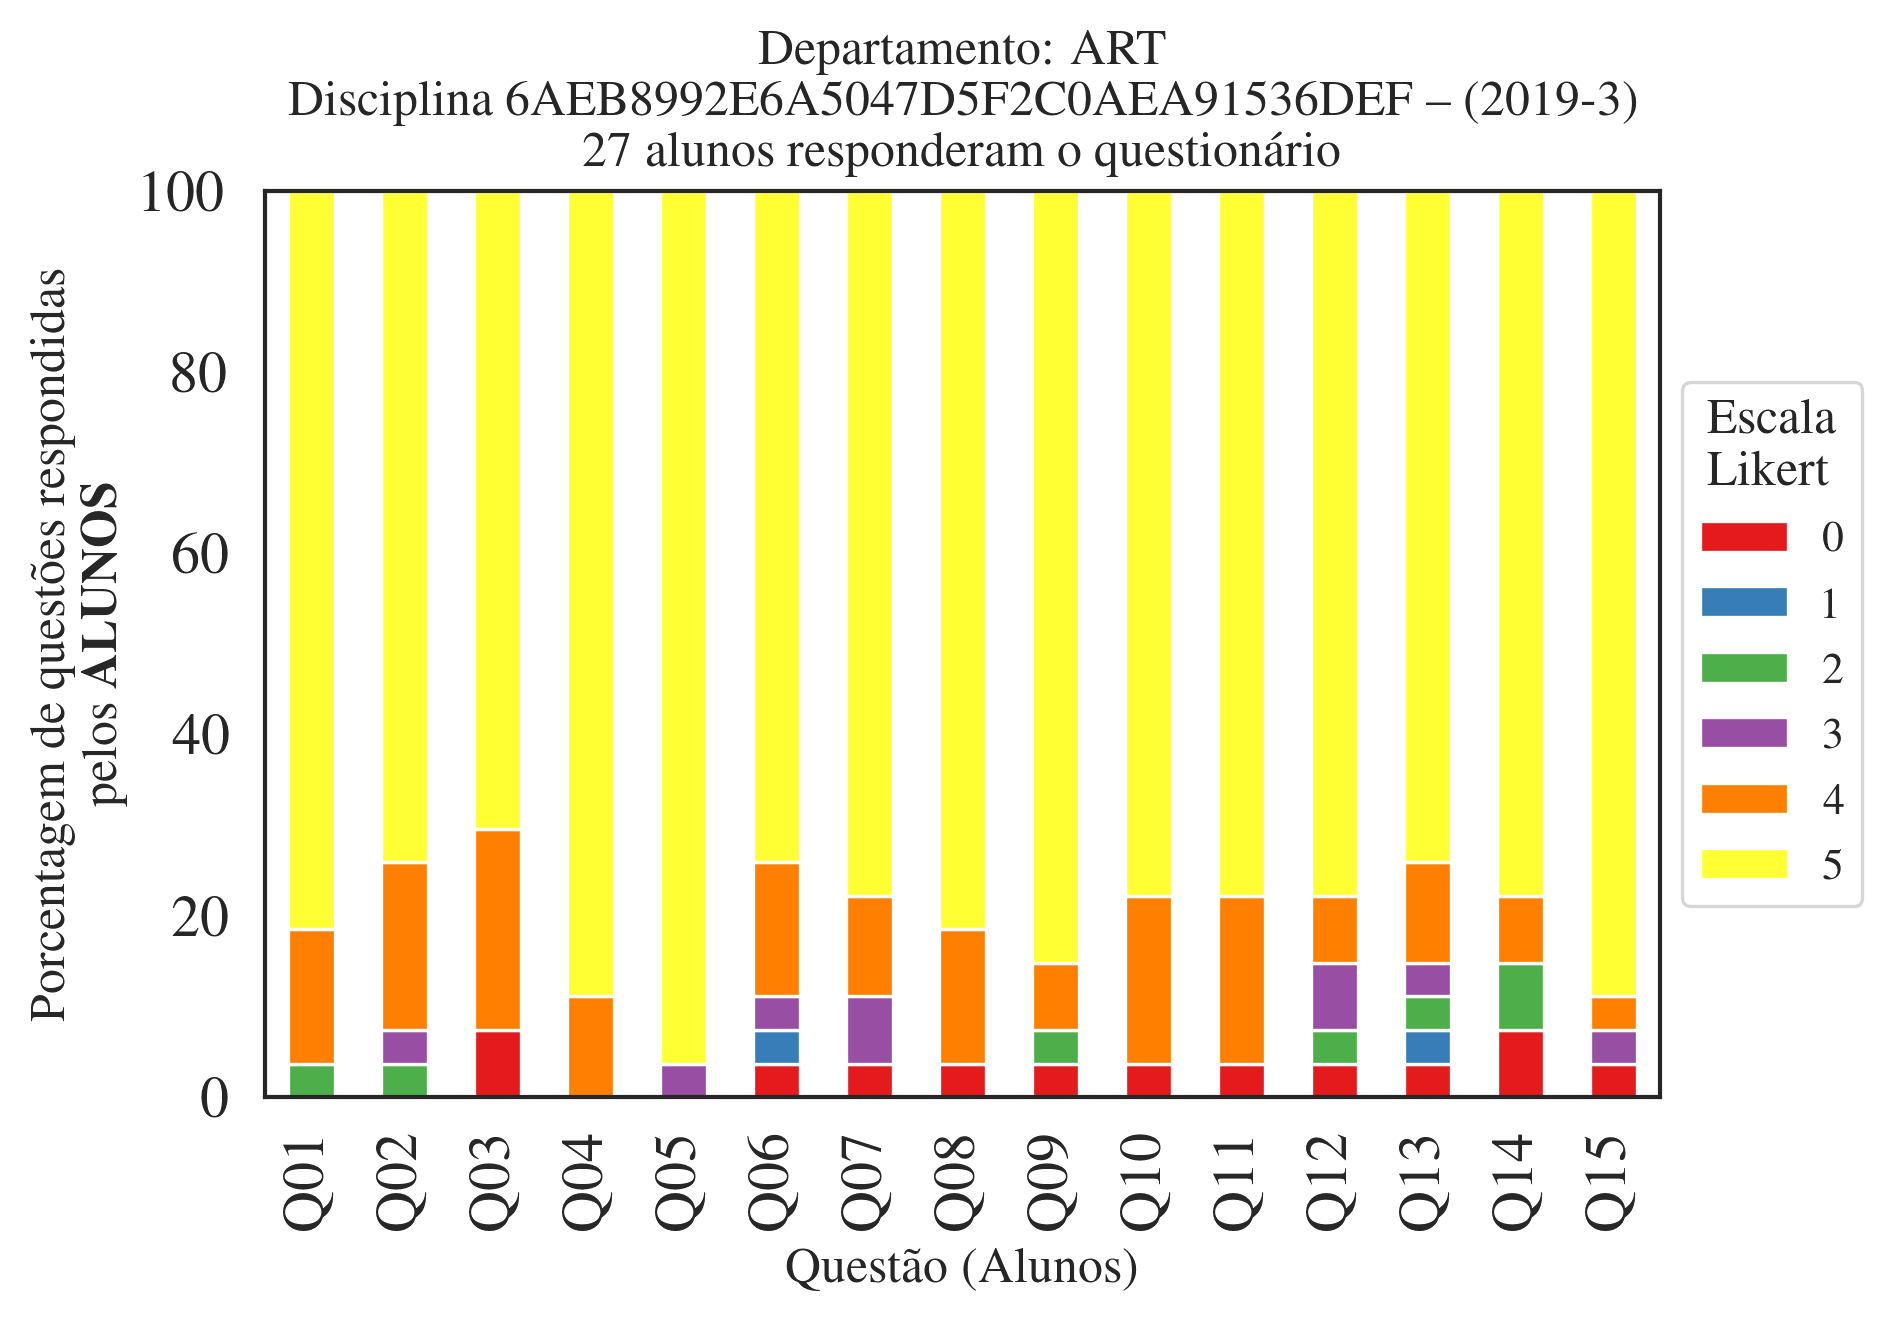 Departamento: ART
Disciplina 6AEB8992E6A5047D5F2C0AEA91536DEF – (2019-3)
27 alunos responderam o questionário
Porcentagem de questões respondidas
pelos ALUNOS
100
80
60
40
20
0
Q01
Q02
Q03
Q04
Q05
Q06
Q07
Q08
Q09
Q10
Q11
Q12
Q13
Q14
Q15
Questão (Alunos)
Escala
Likert
0
1
2
3
4
5